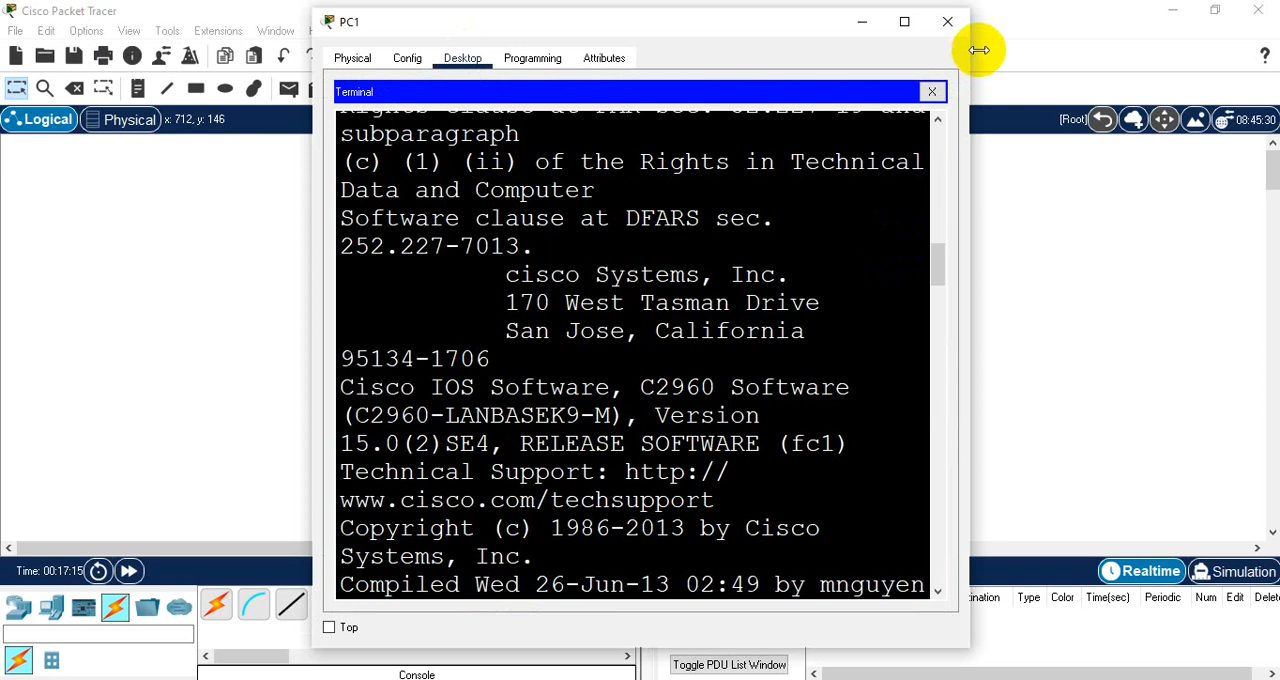 Cisco Packet Tracer
File Edit Options View Tools Extensions Window
Logical Physical x: 712, y: 146
[Root] 08:45:30
PC1
Physical Config Desktop Programming Attributes
Terminal
subparagraph
(c) (1) (ii) of the Rights in Technical
Data and Computer
Software clause at DFARS sec.
252.227-7013.
cisco Systems, Inc.
170 West Tasman Drive
San Jose, California
95134-1706
Cisco IOS Software, C2960 Software
(C2960-LANBASEK9-M), Version
15.0(2)SE4, RELEASE SOFTWARE (fc1)
Technical Support: http://
www.cisco.com/techsupport
Copyright (c) 1986-2013 by Cisco
Systems, Inc.
Compiled Wed 26-Jun-13 02:49 by mnguyen
Top
Time: 00:17:15
Realtime Simulation
Type Color Time(sec) Periodic Num Edit
Toggle PDU List Window
Console